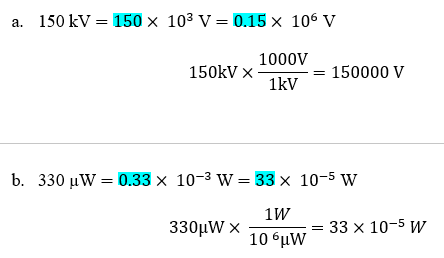 a. 150 kV = 150 × 10³ V = 0.15 × 10⁶ V
150kV × 1000V/1kV = 150000 V
b. 330 μW = 0.33 × 10⁻³ W = 33 × 10⁻⁵ W
330μW × 1W/10⁶μW = 33 × 10⁻⁵ W